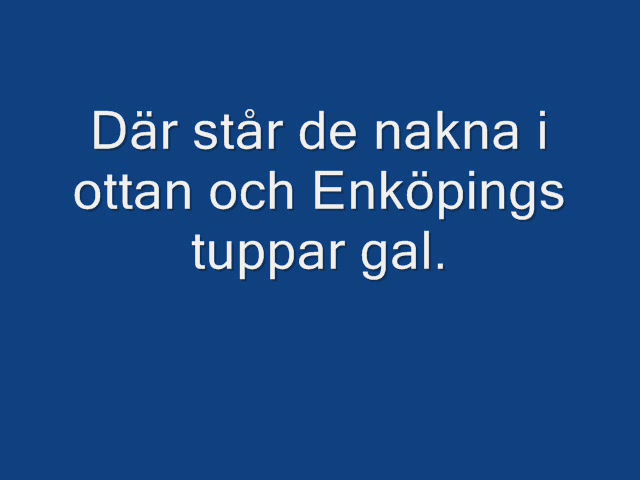 Där står de nakna i
ottan och Enköpings
tuppar gal.